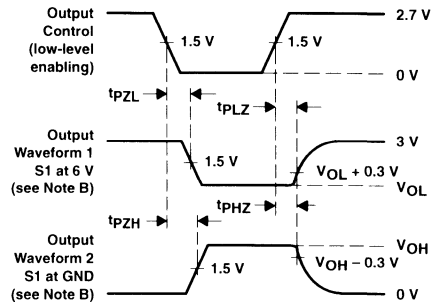 Output
Control
(low-level
enabling)
1.5 V
1.5 V
2.7 V
0 V
tPZL
tPLZ
Output
Waveform 1
S1 at 6 V
(see Note B)
1.5 V
3 V
VOL + 0.3 V
VOL
tPZH
tPHZ
Output
Waveform 2
S1 at GND
(see Note B)
1.5 V
VOH
VOH − 0.3 V
0 V